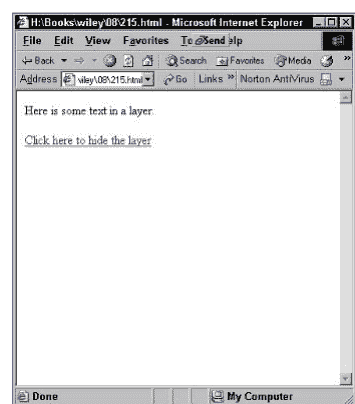 H:\Books\wiley\08\215.html - Microsoft Internet Explorer
File Edit View Favorites To Send elp
Back Search Favorites Media »
Address wiley\08\215.html Go Links » Norton AntiVirus
Here is some text in a layer.
Click here to hide the layer
Done My Computer